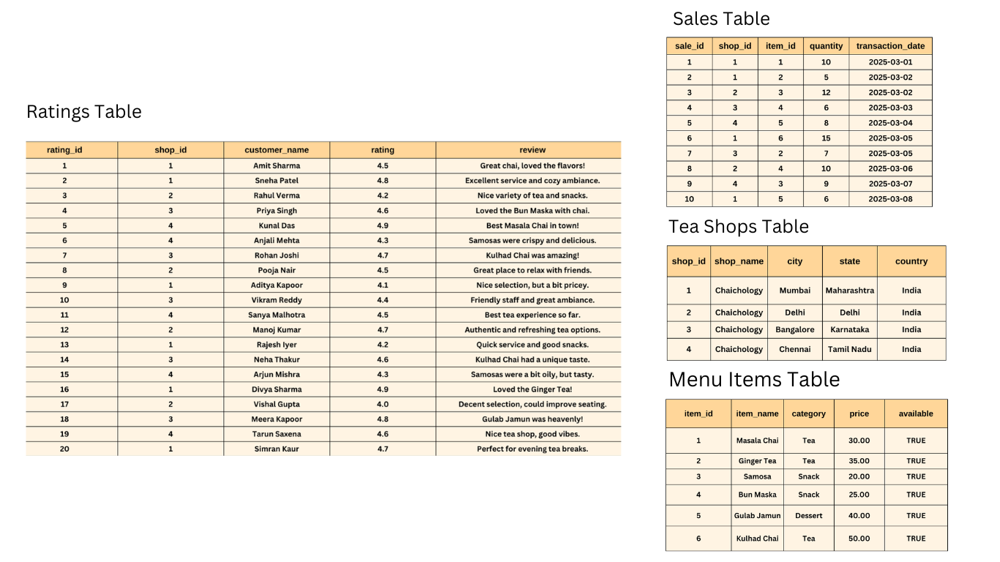 Ratings Table
rating_id shop_id customer_name rating review
1 1 Amit Sharma 4.5 Great chai, loved the flavors!
2 1 Sneha Patel 4.8 Excellent service and cozy ambiance.
3 2 Rahul Verma 4.2 Nice variety of tea and snacks.
4 3 Priya Singh 4.6 Loved the Bun Maska with chai.
5 4 Kunal Das 4.9 Best Masala Chai in town!
6 4 Anjali Mehta 4.3 Samosas were crispy and delicious.
7 3 Rohan Joshi 4.7 Kulhad Chai was amazing!
8 2 Pooja Nair 4.5 Great place to relax with friends.
9 1 Aditya Kapoor 4.1 Nice selection, but a bit pricey.
10 3 Vikram Reddy 4.4 Friendly staff and great ambiance.
11 4 Sanya Malhotra 4.5 Best tea experience so far.
12 2 Manoj Kumar 4.7 Authentic and refreshing tea options.
13 1 Rajesh Iyer 4.2 Quick service and good snacks.
14 3 Neha Thakur 4.6 Kulhad Chai had a unique taste.
15 4 Arjun Mishra 4.3 Samosas were a bit oily, but tasty.
16 1 Divya Sharma 4.9 Loved the Ginger Tea!
17 2 Vishal Gupta 4.0 Decent selection, could improve seating.
18 3 Meera Kapoor 4.8 Gulab Jamun was heavenly!
19 4 Tarun Saxena 4.6 Nice tea shop, good vibes.
20 1 Simran Kaur 4.7 Perfect for evening tea breaks.
Sales Table
sale_id shop_id item_id quantity transaction_date
1 1 1 10 2025-03-01
2 1 2 5 2025-03-02
3 2 3 12 2025-03-02
4 3 4 6 2025-03-03
5 4 5 8 2025-03-04
6 1 6 15 2025-03-05
7 3 2 7 2025-03-05
8 2 4 10 2025-03-06
9 4 3 9 2025-03-07
10 1 5 6 2025-03-08
Tea Shops Table
shop_id shop_name city state country
1 Chaichology Mumbai Maharashtra India
2 Chaichology Delhi Delhi India
3 Chaichology Bangalore Karnataka India
4 Chaichology Chennai Tamil Nadu India
Menu Items Table
item_id item_name category price available
1 Masala Chai Tea 30.00 TRUE
2 Ginger Tea Tea 35.00 TRUE
3 Samosa Snack 20.00 TRUE
4 Bun Maska Snack 25.00 TRUE
5 Gulab Jamun Dessert 40.00 TRUE
6 Kulhad Chai Tea 50.00 TRUE